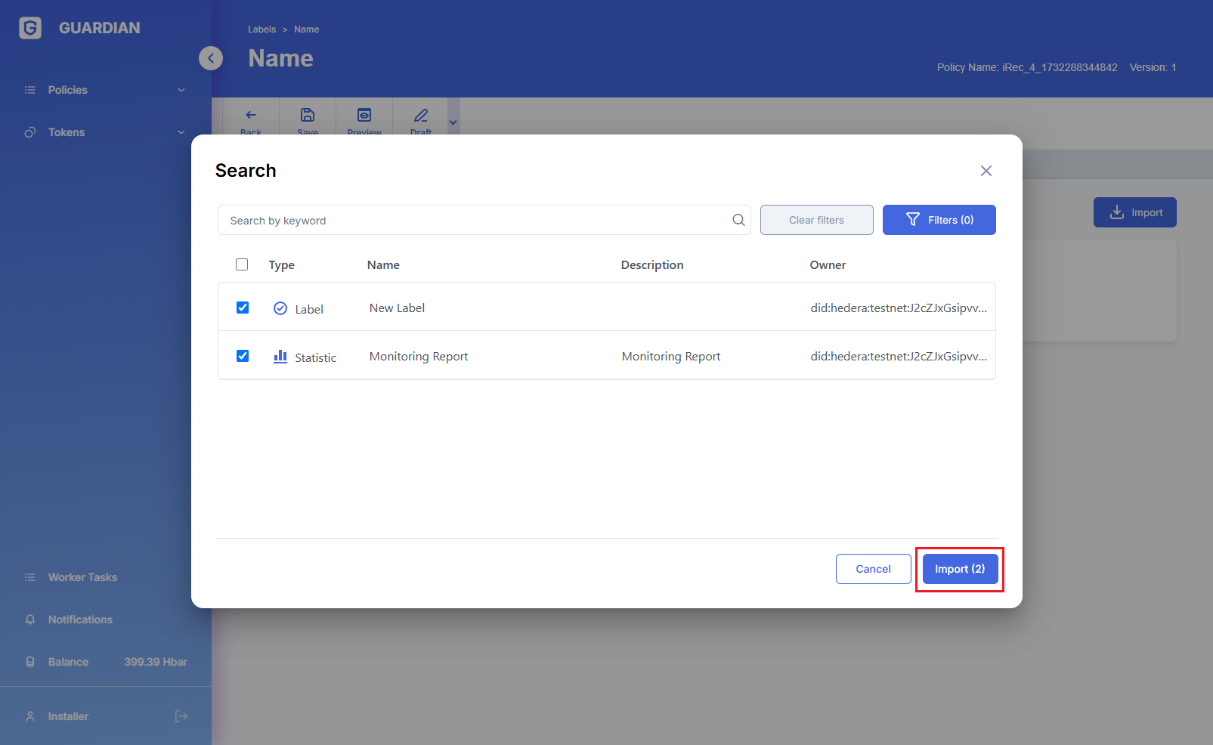 G GUARDIAN
Labels > Name
Name
Policy Name: iRec_4_1732288344842 Version: 1
Policies
Tokens
Back Save Preview Draft
Import
Search
Search by keyword
Clear filters
Filters (0)
Type Name Description Owner
Label New Label did:hedera:testnet:J2cZJxGsipvv...
Statistic Monitoring Report Monitoring Report did:hedera:testnet:J2cZJxGsipvv...
Cancel
Import (2)
Worker Tasks
Notifications
Balance 399.39 Hbar
Installer